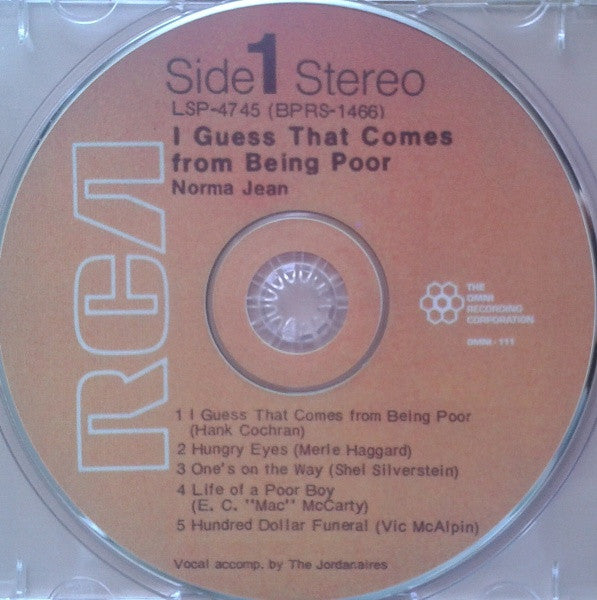 Side 1 Stereo
LSP-4745 (BPRS-1466)
I Guess That Comes
from Being Poor
Norma Jean
RCA
THE
OMNI
RECORDING
CORPORATION
OMNI - 111
1 I Guess That Comes from Being Poor
(Hank Cochran)
2 Hungry Eyes (Merle Haggard)
3 One's on the Way (Shel Silverstein)
4 Life of a Poor Boy
(E. C. "Mac" McCarty)
5 Hundred Dollar Funeral (Vic McAlpin)
Vocal accomp. by The Jordanaires